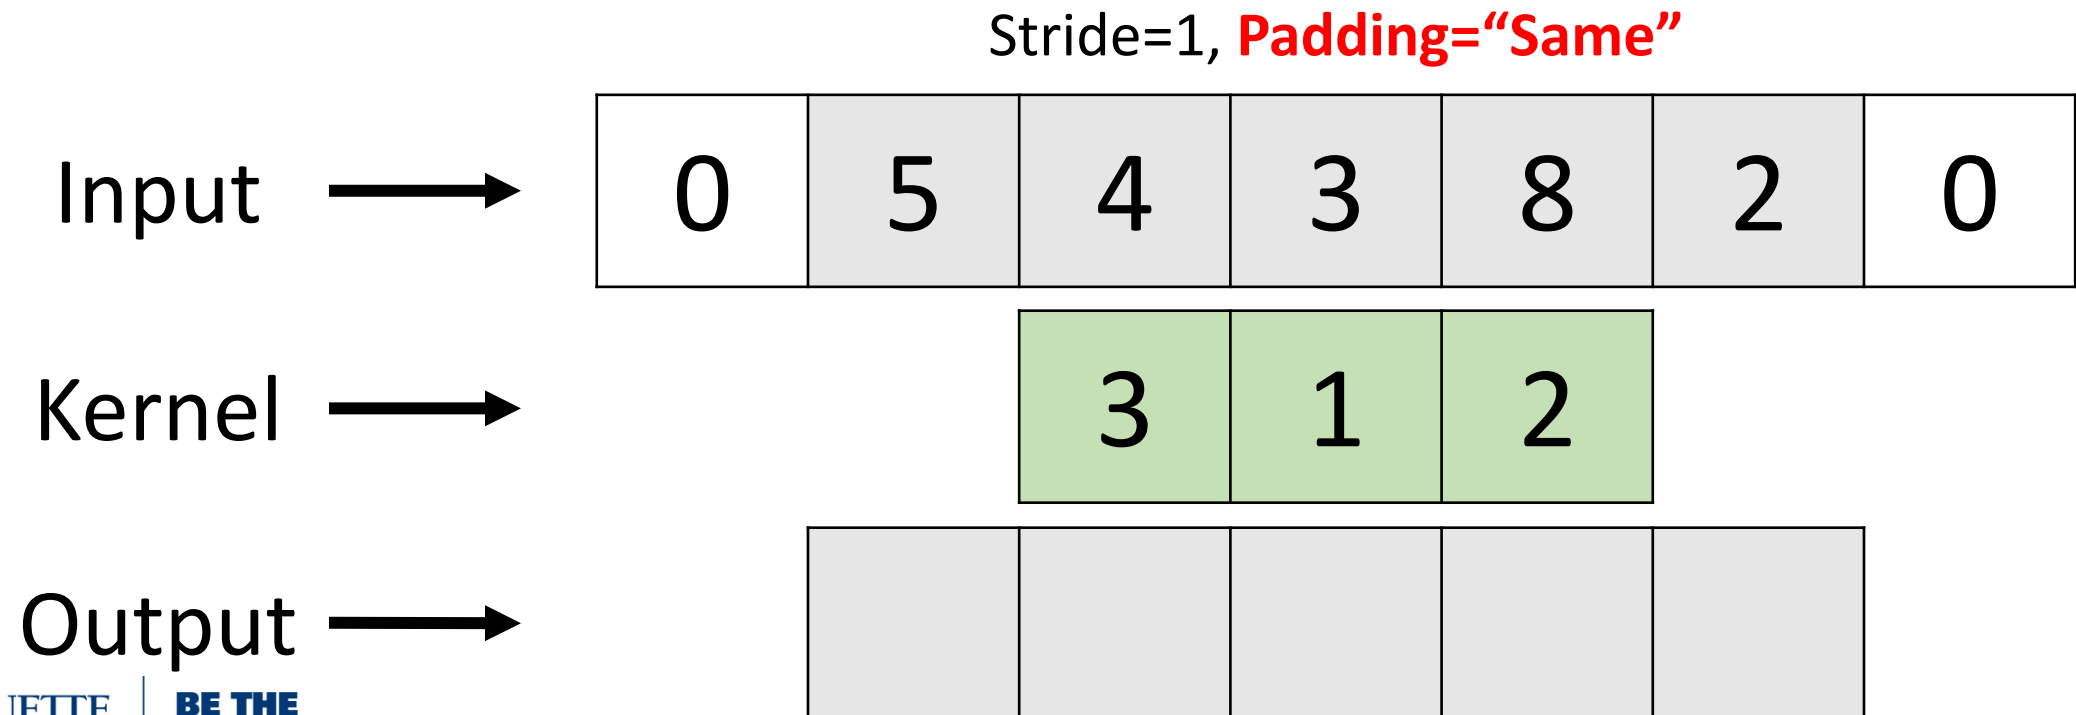 Stride=1, Padding=“Same”
Input 0 5 4 3 8 2 0
Kernel 3 1 2
Output
BE THE